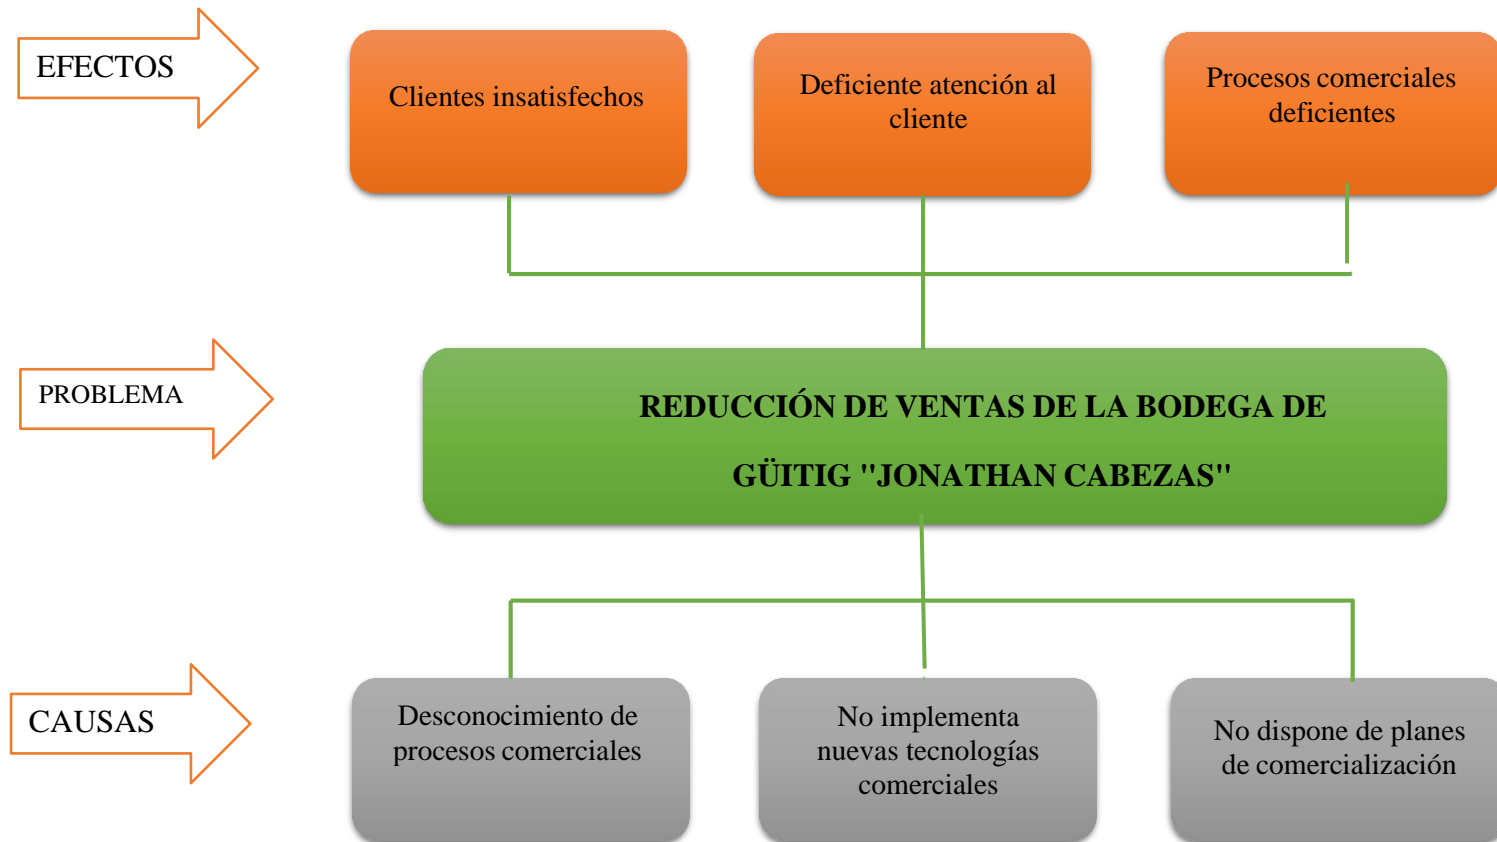 EFECTOS
Clientes insatisfechos
Deficiente atención al
cliente
Procesos comerciales
deficientes
PROBLEMA
REDUCCIÓN DE VENTAS DE LA BODEGA DE
GÜITIG "JONATHAN CABEZAS"
CAUSAS
Desconocimiento de
procesos comerciales
No implementa
nuevas tecnologías
comerciales
No dispone de planes
de comercialización